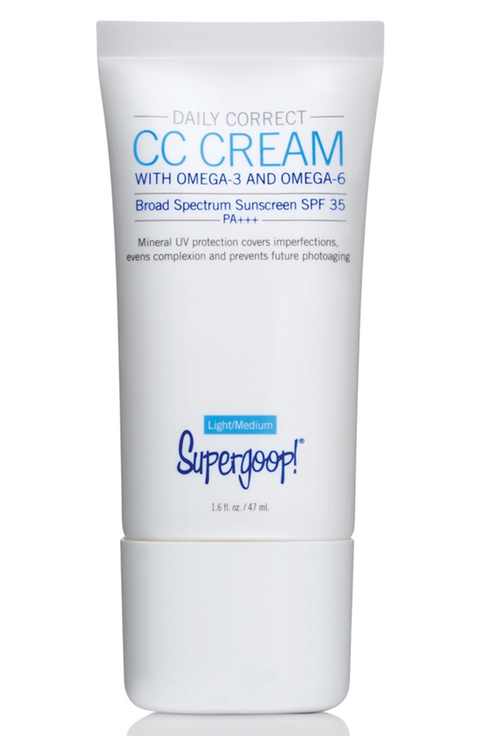 DAILY CORRECT
CC CREAM
WITH OMEGA-3 AND OMEGA-6
Broad Spectrum Sunscreen SPF 35
PA+++
Mineral UV protection covers imperfections,
evens complexion and prevents future photoaging
Light/Medium
Supergoop!®
1.6 fl. oz. / 47 ml.